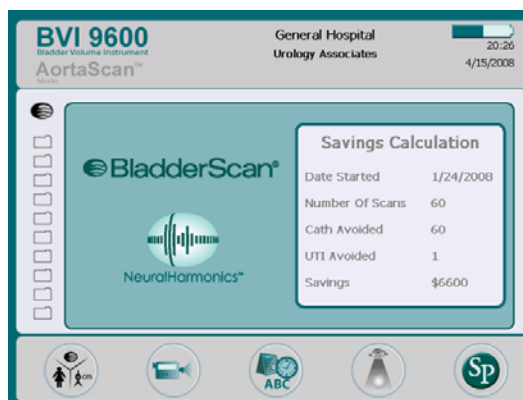 BVI 9600
Bladder Volume Instrument
AortaScan™
Mode
General Hospital
Urology Associates
20:26
4/15/2008
BladderScan®
NeuralHarmonics™
Savings Calculation
Date Started 1/24/2008
Number Of Scans 60
Cath Avoided 60
UTI Avoided 1
Savings $6600
cm
ABC
SP